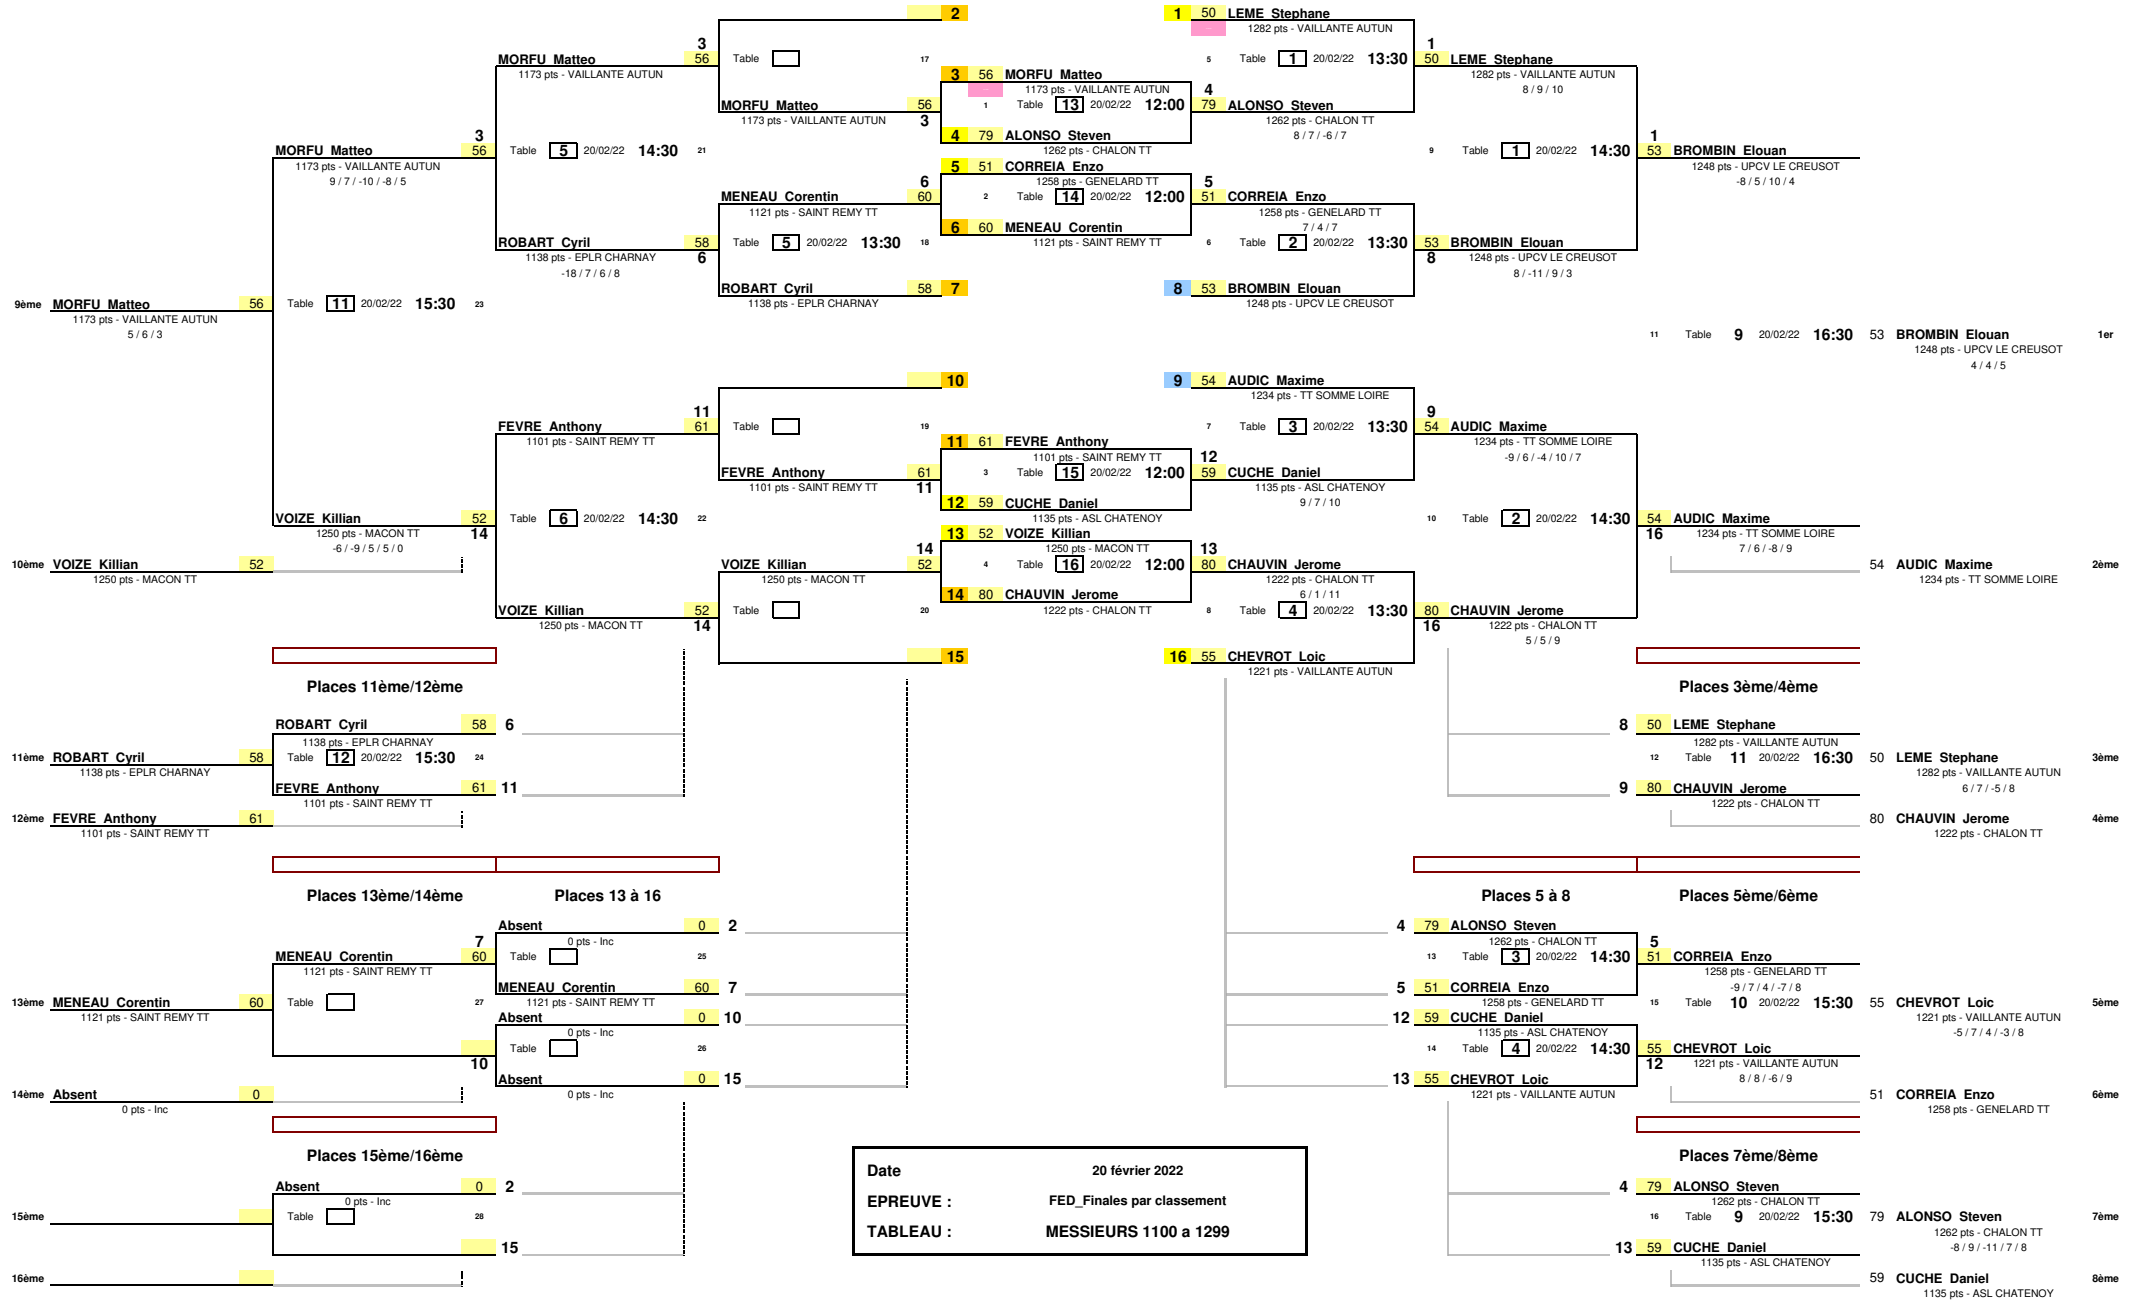 2
1 50 LEME Stephane
1282 pts - VAILLANTE AUTUN
3
1
MORFU Matteo 56
Table 17
5 Table 1 20/02/22 13:30
50 LEME Stephane
1173 pts - VAILLANTE AUTUN
3 56 MORFU Matteo
1282 pts - VAILLANTE AUTUN
1173 pts - VAILLANTE AUTUN
4
8 / 9 / 10
MORFU Matteo 56
1 Table 13 20/02/22 12:00
79 ALONSO Steven
1173 pts - VAILLANTE AUTUN
3
1262 pts - CHALON TT
3
4 79 ALONSO Steven
8 / 7 / -6 / 7
1
MORFU Matteo 56
Table 5 20/02/22 14:30 21
1262 pts - CHALON TT
9 Table 1 20/02/22 14:30
53 BROMBIN Elouan
1173 pts - VAILLANTE AUTUN
5 51 CORREIA Enzo
1248 pts - UPCV LE CREUSOT
9 / 7 / -10 / -8 / 5
6
1258 pts - GENELARD TT
5
-8 / 5 / 10 / 4
MENEAU Corentin 60
2 Table 14 20/02/22 12:00
51 CORREIA Enzo
1121 pts - SAINT REMY TT
1258 pts - GENELARD TT
6 60 MENEAU Corentin
7 / 4 / 7
ROBART Cyril 58
Table 5 20/02/22 13:30 18
1121 pts - SAINT REMY TT
6 Table 2 20/02/22 13:30
53 BROMBIN Elouan
1138 pts - EPLR CHARNAY
6
8
1248 pts - UPCV LE CREUSOT
-18 / 7 / 6 / 8
8 / -11 / 9 / 3
ROBART Cyril 58 7
8 53 BROMBIN Elouan
9ème MORFU Matteo 56
Table 11 20/02/22 15:30 23
1138 pts - EPLR CHARNAY
1248 pts - UPCV LE CREUSOT
1173 pts - VAILLANTE AUTUN
5 / 6 / 3
11 Table 9 20/02/22 16:30 53 BROMBIN Elouan 1er
1248 pts - UPCV LE CREUSOT
4 / 4 / 5
10
9 54 AUDIC Maxime
1234 pts - TT SOMME LOIRE
11
9
FEVRE Anthony 61
Table 19
7 Table 3 20/02/22 13:30
54 AUDIC Maxime
1101 pts - SAINT REMY TT
11 61 FEVRE Anthony
1234 pts - TT SOMME LOIRE
1101 pts - SAINT REMY TT
12
-9 / 6 / -4 / 10 / 7
FEVRE Anthony 61
3 Table 15 20/02/22 12:00
59 CUCHE Daniel
1101 pts - SAINT REMY TT
11
1135 pts - ASL CHATENOY
12 59 CUCHE Daniel
9 / 7 / 10
VOIZE Killian 52
Table 6 20/02/22 14:30 22
1135 pts - ASL CHATENOY
10 Table 2 20/02/22 14:30
54 AUDIC Maxime
1250 pts - MACON TT
14
13 52 VOIZE Killian
16
1234 pts - TT SOMME LOIRE
-6 / -9 / 5 / 5 / 0
14
1250 pts - MACON TT
13
7 / 6 / -8 / 9
10ème VOIZE Killian 52
VOIZE Killian 52
4 Table 16 20/02/22 12:00
80 CHAUVIN Jerome
54 AUDIC Maxime 2ème
1250 pts - MACON TT
1250 pts - MACON TT
1222 pts - CHALON TT
1234 pts - TT SOMME LOIRE
14 80 CHAUVIN Jerome
6 / 1 / 11
VOIZE Killian 52
Table 20
1222 pts - CHALON TT
8 Table 4 20/02/22 13:30
80 CHAUVIN Jerome
1250 pts - MACON TT
14
16
1222 pts - CHALON TT
5 / 5 / 9
15
16 55 CHEVROT Loic
1221 pts - VAILLANTE AUTUN
Places 11ème/12ème
Places 3ème/4ème
ROBART Cyril 58 6
8 50 LEME Stephane
1138 pts - EPLR CHARNAY
1282 pts - VAILLANTE AUTUN
11ème ROBART Cyril 58
Table 12 20/02/22 15:30 24
12 Table 11 20/02/22 16:30 50 LEME Stephane 3ème
1138 pts - EPLR CHARNAY
1282 pts - VAILLANTE AUTUN
FEVRE Anthony 61 11
9 80 CHAUVIN Jerome
6 / 7 / -5 / 8
1101 pts - SAINT REMY TT
1222 pts - CHALON TT
12ème FEVRE Anthony 61
80 CHAUVIN Jerome 4ème
1101 pts - SAINT REMY TT
1222 pts - CHALON TT
Places 13ème/14ème
Places 13 à 16
Places 5 à 8
Places 5ème/6ème
Absent 0 2
4 79 ALONSO Steven
7
0 pts - Inc
1262 pts - CHALON TT
5
MENEAU Corentin 60
Table 25
13 Table 3 20/02/22 14:30
51 CORREIA Enzo
1121 pts - SAINT REMY TT
1258 pts - GENELARD TT
MENEAU Corentin 60 7
5 51 CORREIA Enzo
-9 / 7 / 4 / -7 / 8
13ème MENEAU Corentin 60
Table 27
1121 pts - SAINT REMY TT
1258 pts - GENELARD TT
15 Table 10 20/02/22 15:30 55 CHEVROT Loic 5ème
1121 pts - SAINT REMY TT
Absent 0 10
12 59 CUCHE Daniel
1221 pts - VAILLANTE AUTUN
0 pts - Inc
1135 pts - ASL CHATENOY
-5 / 7 / 4 / -3 / 8
Table 26
14 Table 4 20/02/22 14:30
55 CHEVROT Loic
10
12
1221 pts - VAILLANTE AUTUN
Absent 0 15
13 55 CHEVROT Loic
8 / 8 / -6 / 9
14ème Absent 0
0 pts - Inc
1221 pts - VAILLANTE AUTUN
51 CORREIA Enzo 6ème
0 pts - Inc
1258 pts - GENELARD TT
Places 15ème/16ème
Places 7ème/8ème
Date 20 février 2022
Absent 0 2
4 79 ALONSO Steven
0 pts - Inc
EPREUVE : FED_Finales par classement
1262 pts - CHALON TT
15ème
Table 28
16 Table 9 20/02/22 15:30 79 ALONSO Steven 7ème
TABLEAU : MESSIEURS 1100 a 1299
1262 pts - CHALON TT
15
13 59 CUCHE Daniel
-8 / 9 / -11 / 7 / 8
1135 pts - ASL CHATENOY
16ème
59 CUCHE Daniel 8ème
1135 pts - ASL CHATENOY